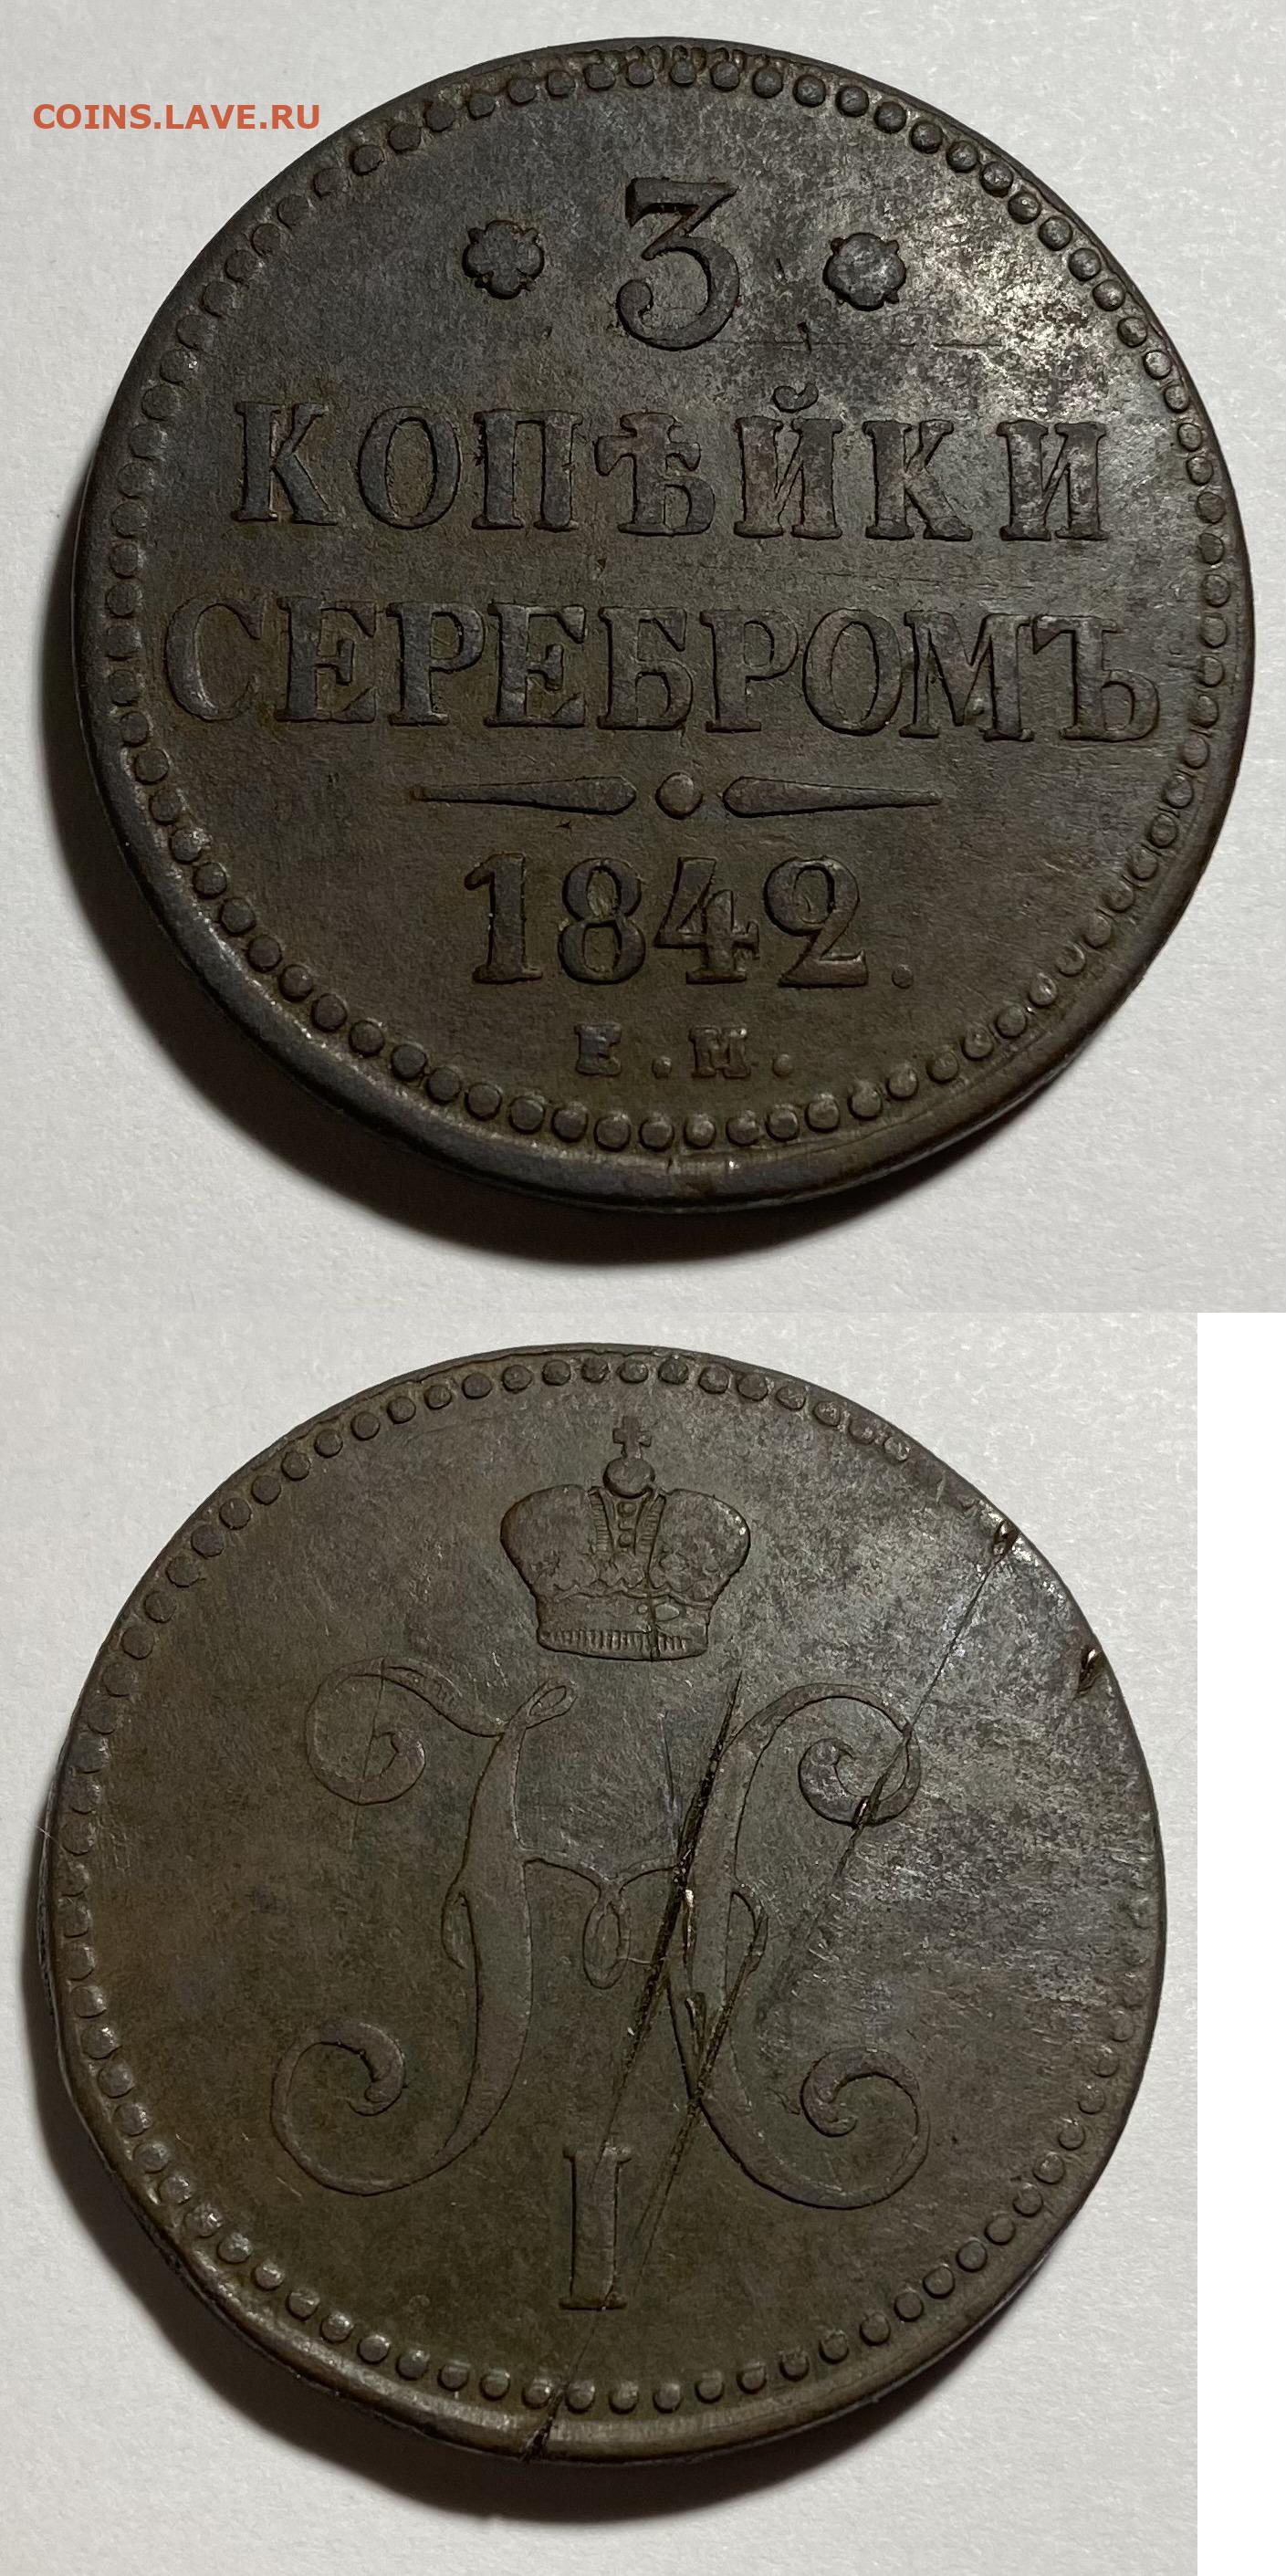 COINS.LAVE.RU
3
КОПѢЙКИ
СЕРЕБРОМЪ
1842.
Е.М.
Н
I